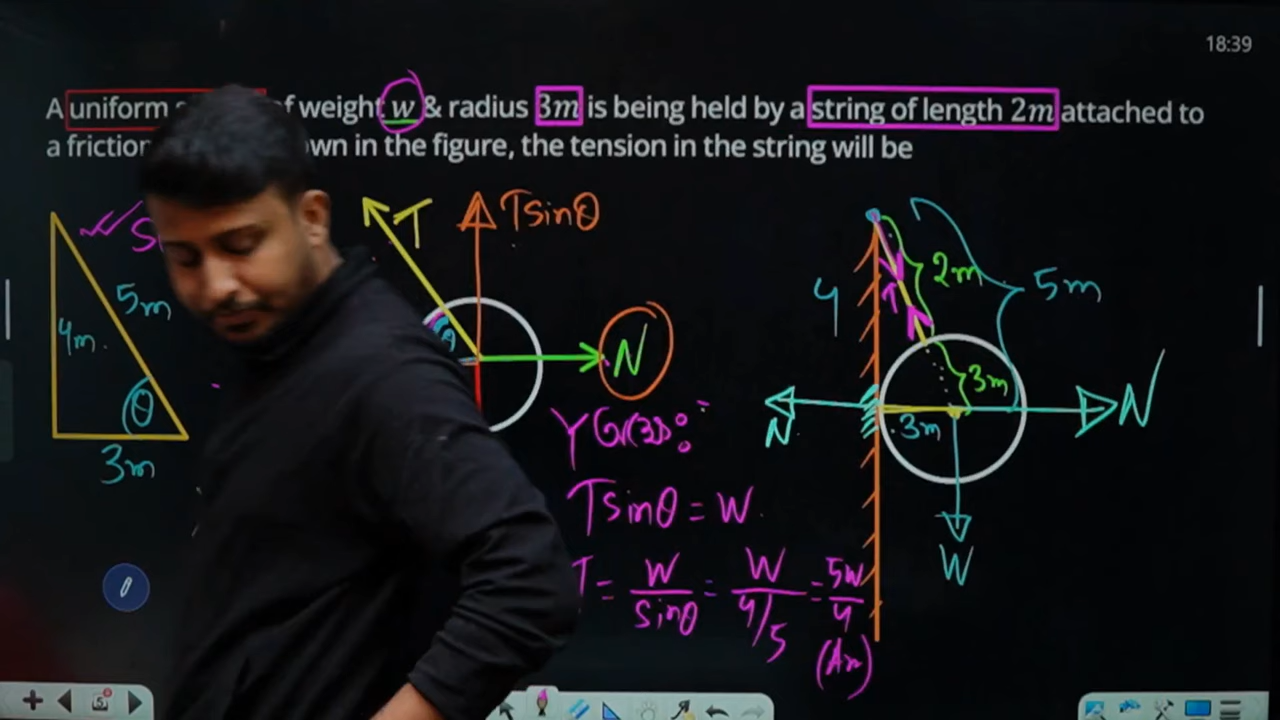 18:39
A uniform of weight w & radius 3m is being held by a string of length 2m attached to
a friction in the figure, the tension in the string will be
T
Tsinθ
5m
4m
θ
3m
θ
N
Tsinθ = W
T = W/sinθ = W/4/5 = 5W/4
(An)
4
2m
T
5m
3m
3m
N
N
W